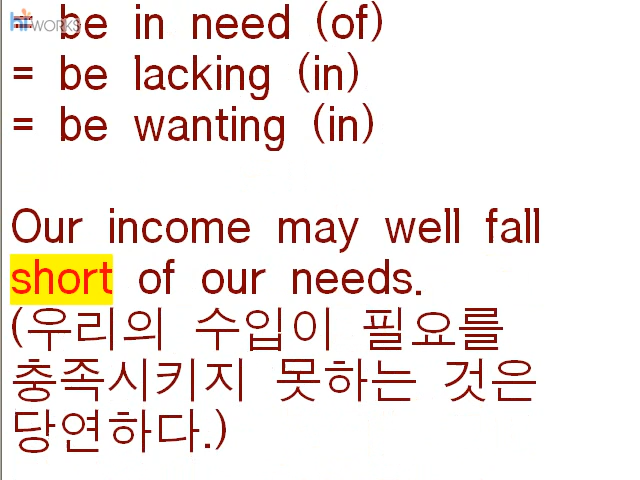 = be in need (of)
hiWORKS
= be lacking (in)
= be wanting (in)
Our income may well fall
short of our needs.
(우리의 수입이 필요를
충족시키지 못하는 것은
당연하다.)